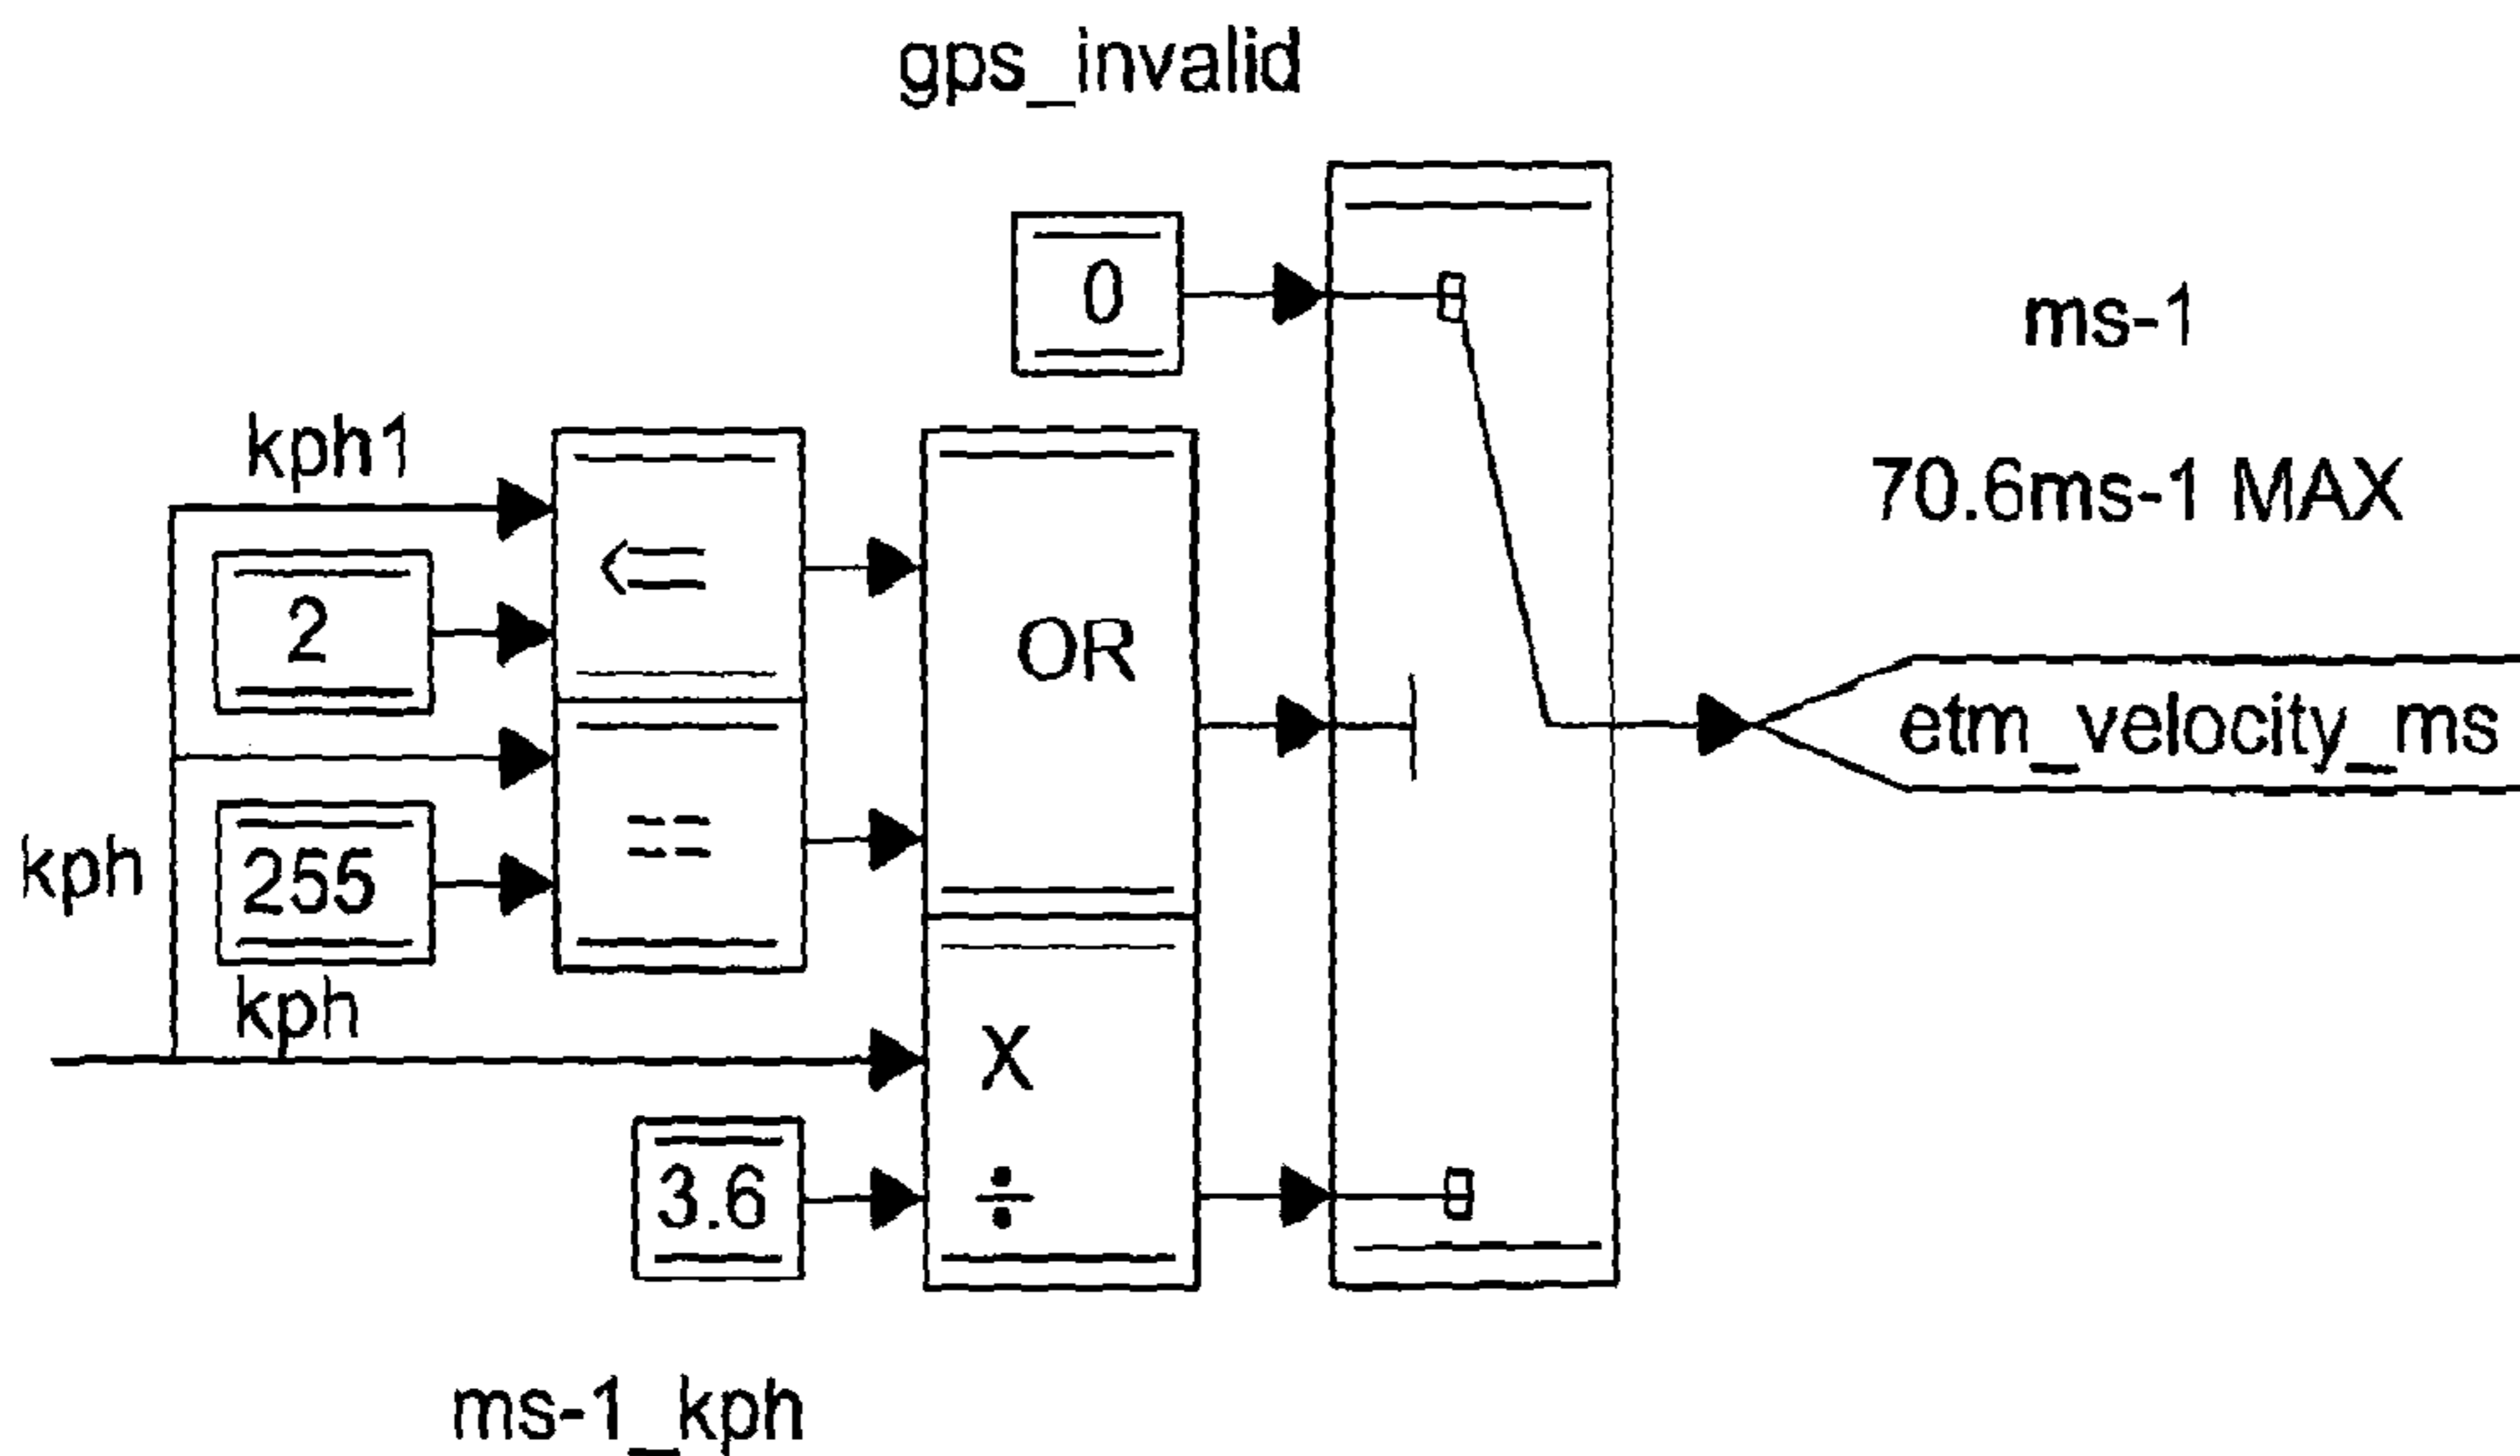 gps_invalid
0
ms-1
kph1
70.6ms-1 MAX
<=
2
OR
etm_velocity_ms
==
kph
255
kph
X
3.6
÷
ms-1_kph